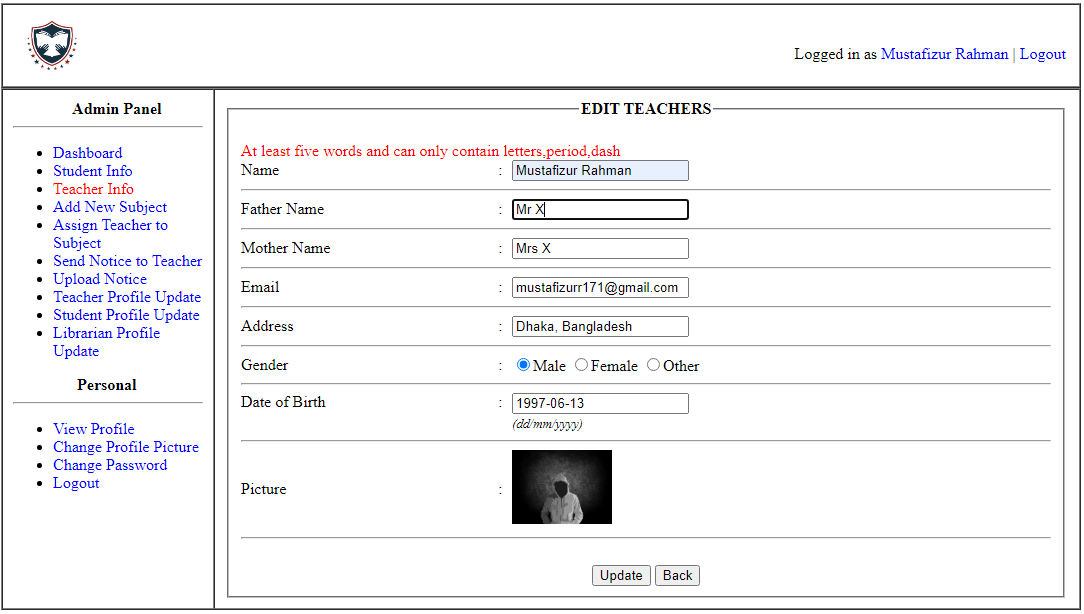 Logged in as Mustafizur Rahman | Logout
Admin Panel
Dashboard
Student Info
Teacher Info
Add New Subject
Assign Teacher to
Subject
Send Notice to Teacher
Upload Notice
Teacher Profile Update
Student Profile Update
Librarian Profile
Update
Personal
View Profile
Change Profile Picture
Change Password
Logout
EDIT TEACHERS
At least five words and can only contain letters,period,dash
Name : Mustafizur Rahman
Father Name : Mr X
Mother Name : Mrs X
Email : mustafizurr171@gmail.com
Address : Dhaka, Bangladesh
Gender : Male Female Other
Date of Birth : 1997-06-13
(dd/mm/yyyy)
Picture :
Update Back